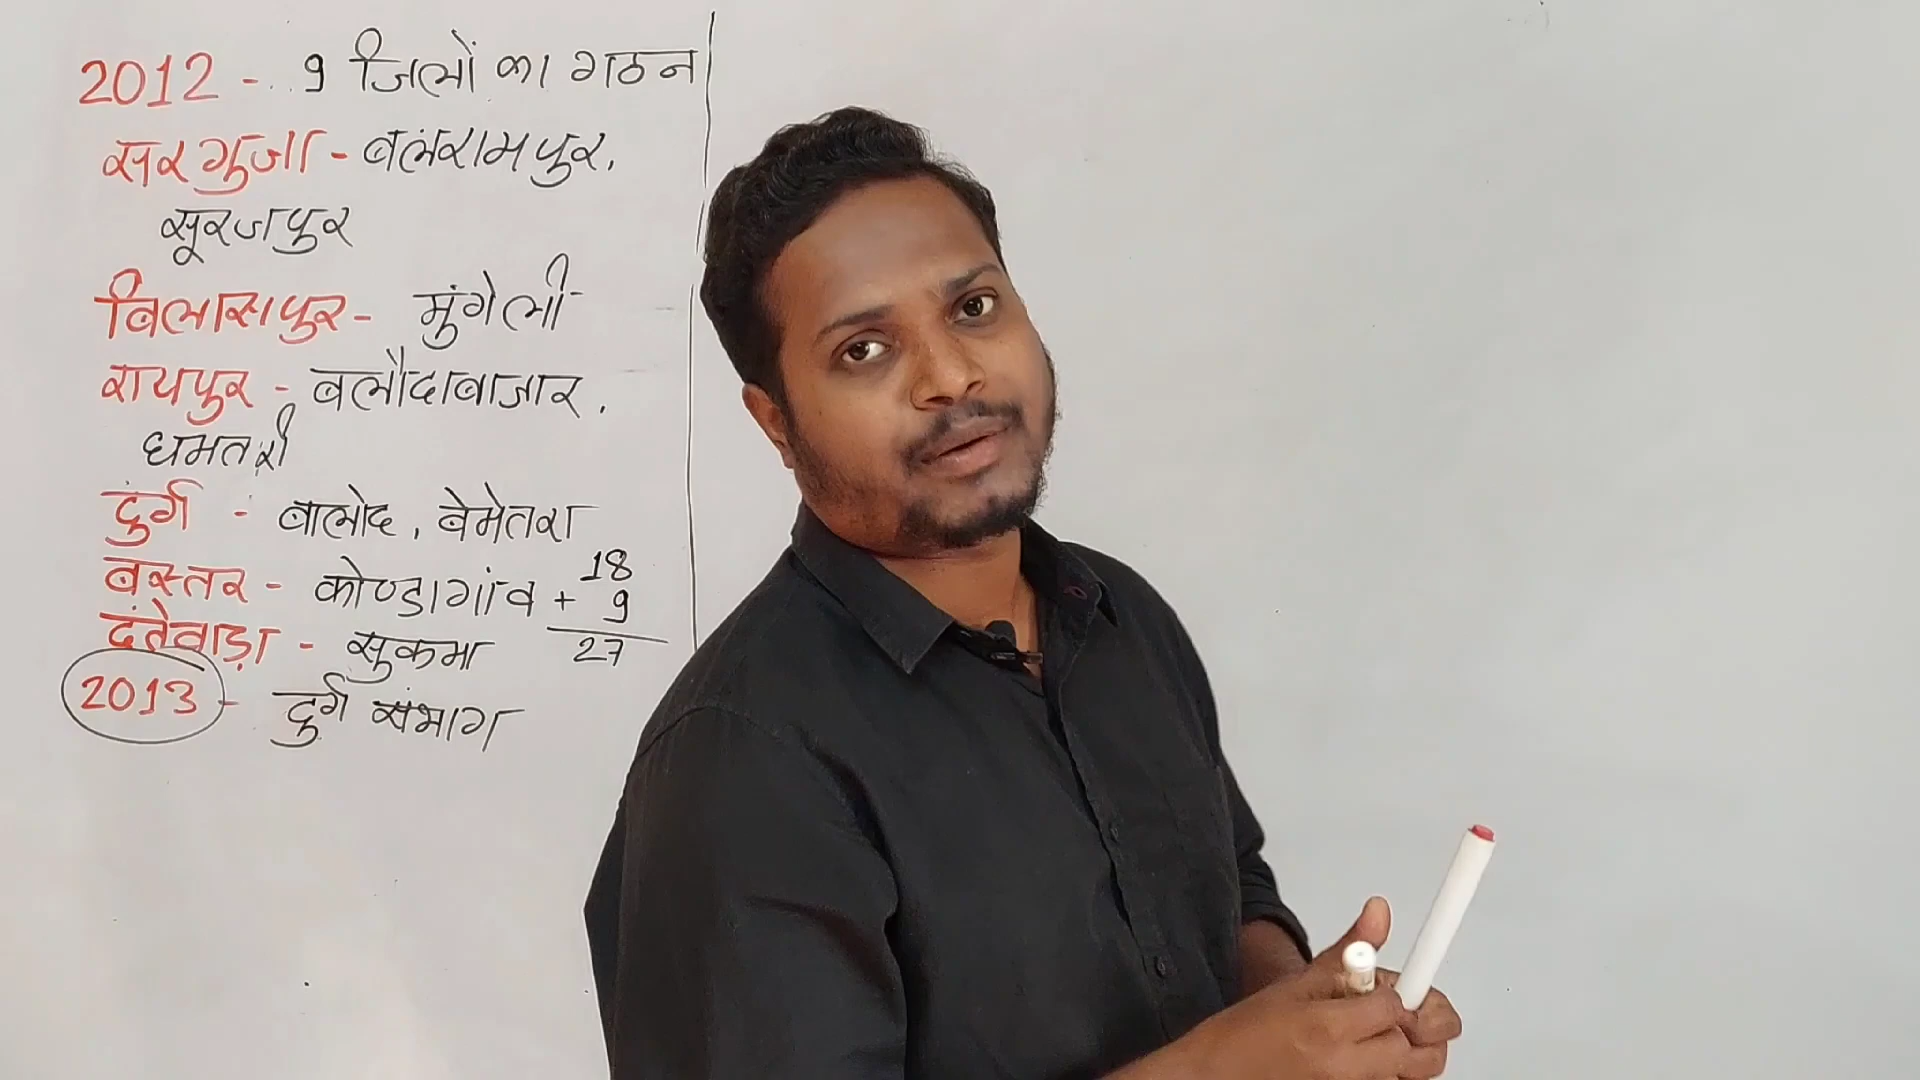 2012 - 9 जिलों का गठन
सरगुजा - बलरामपुर,
सूरजपुर
बिलासपुर - मुंगेली
रायपुर - बलौदाबाजार,
धमतरी
दुर्ग - बालोद, बेमेतरा
बस्तर - कोण्डागांव
दंतेवाड़ा - सुकमा
2013 - दुर्ग संभाग
18
+ 9
27